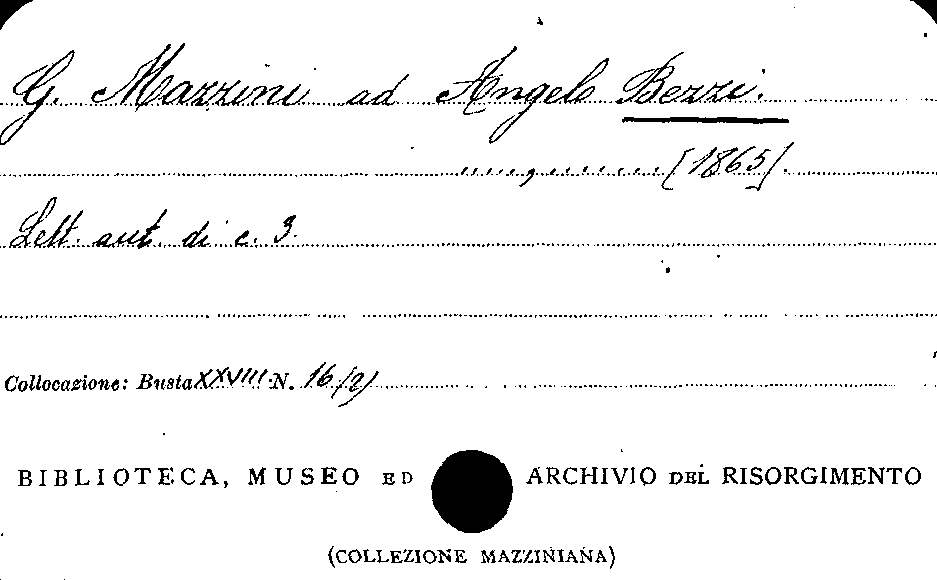 G. Mazzini ad Angelo Bezzi.
....., ....... [1865].
Lett. aut. di c. 3.
Collocazione: Busta XXVIII N. 16/2)
BIBLIOTECA, MUSEO ED ARCHIVIO DEL RISORGIMENTO
(COLLEZIONE MAZZINIANA)